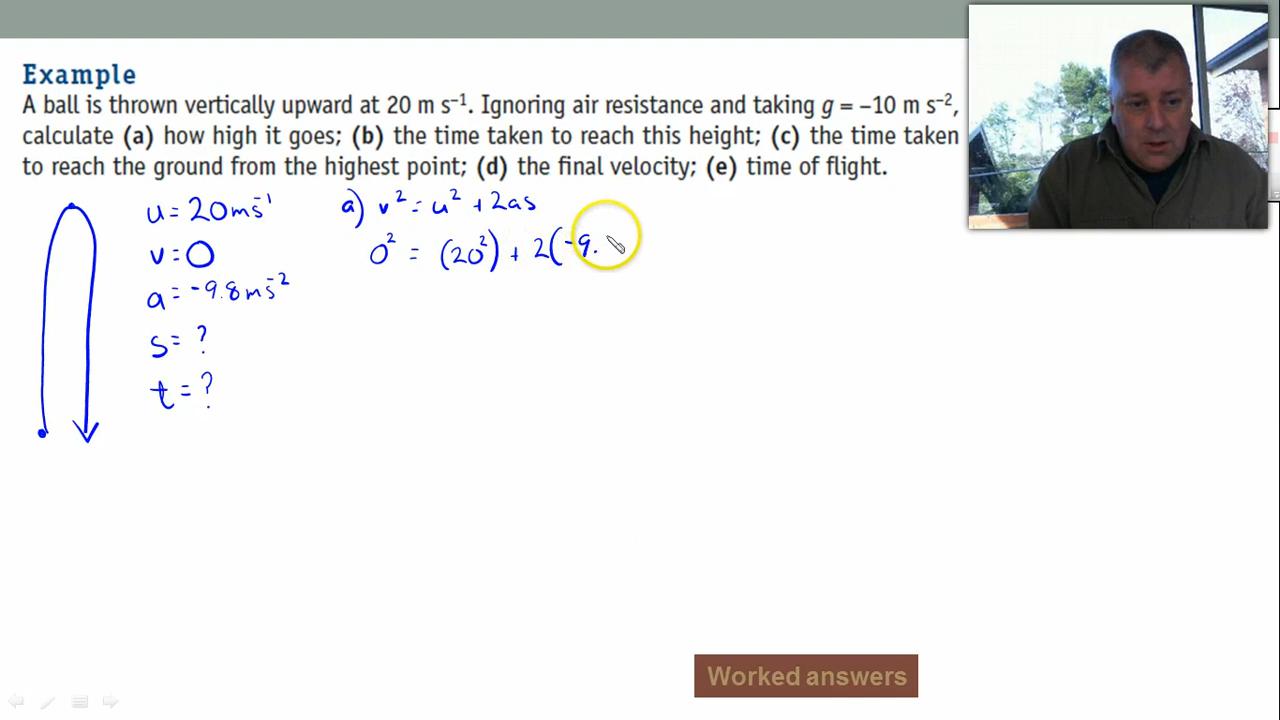 Example
A ball is thrown vertically upward at 20 m s⁻¹. Ignoring air resistance and taking g = –10 m s⁻²,
calculate (a) how high it goes; (b) the time taken to reach this height; (c) the time taken
to reach the ground from the highest point; (d) the final velocity; (e) time of flight.
u = 20ms⁻¹
v = 0
a = -9.8ms⁻²
s = ?
t = ?
a) v² = u² + 2as
0² = (20²) + 2(-9.
Worked answers